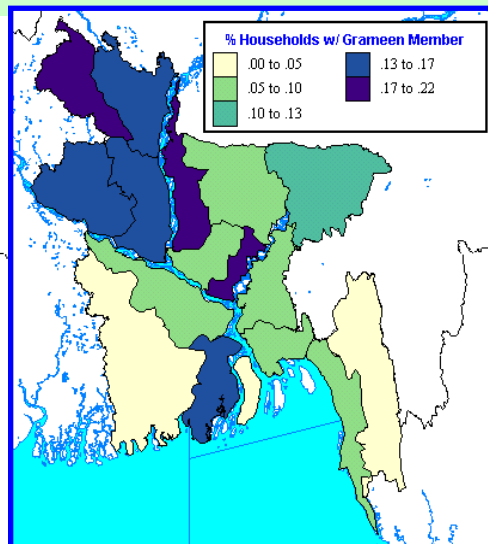 % Households w/ Grameen Member
.00 to .05
.13 to .17
.05 to .10
.17 to .22
.10 to .13